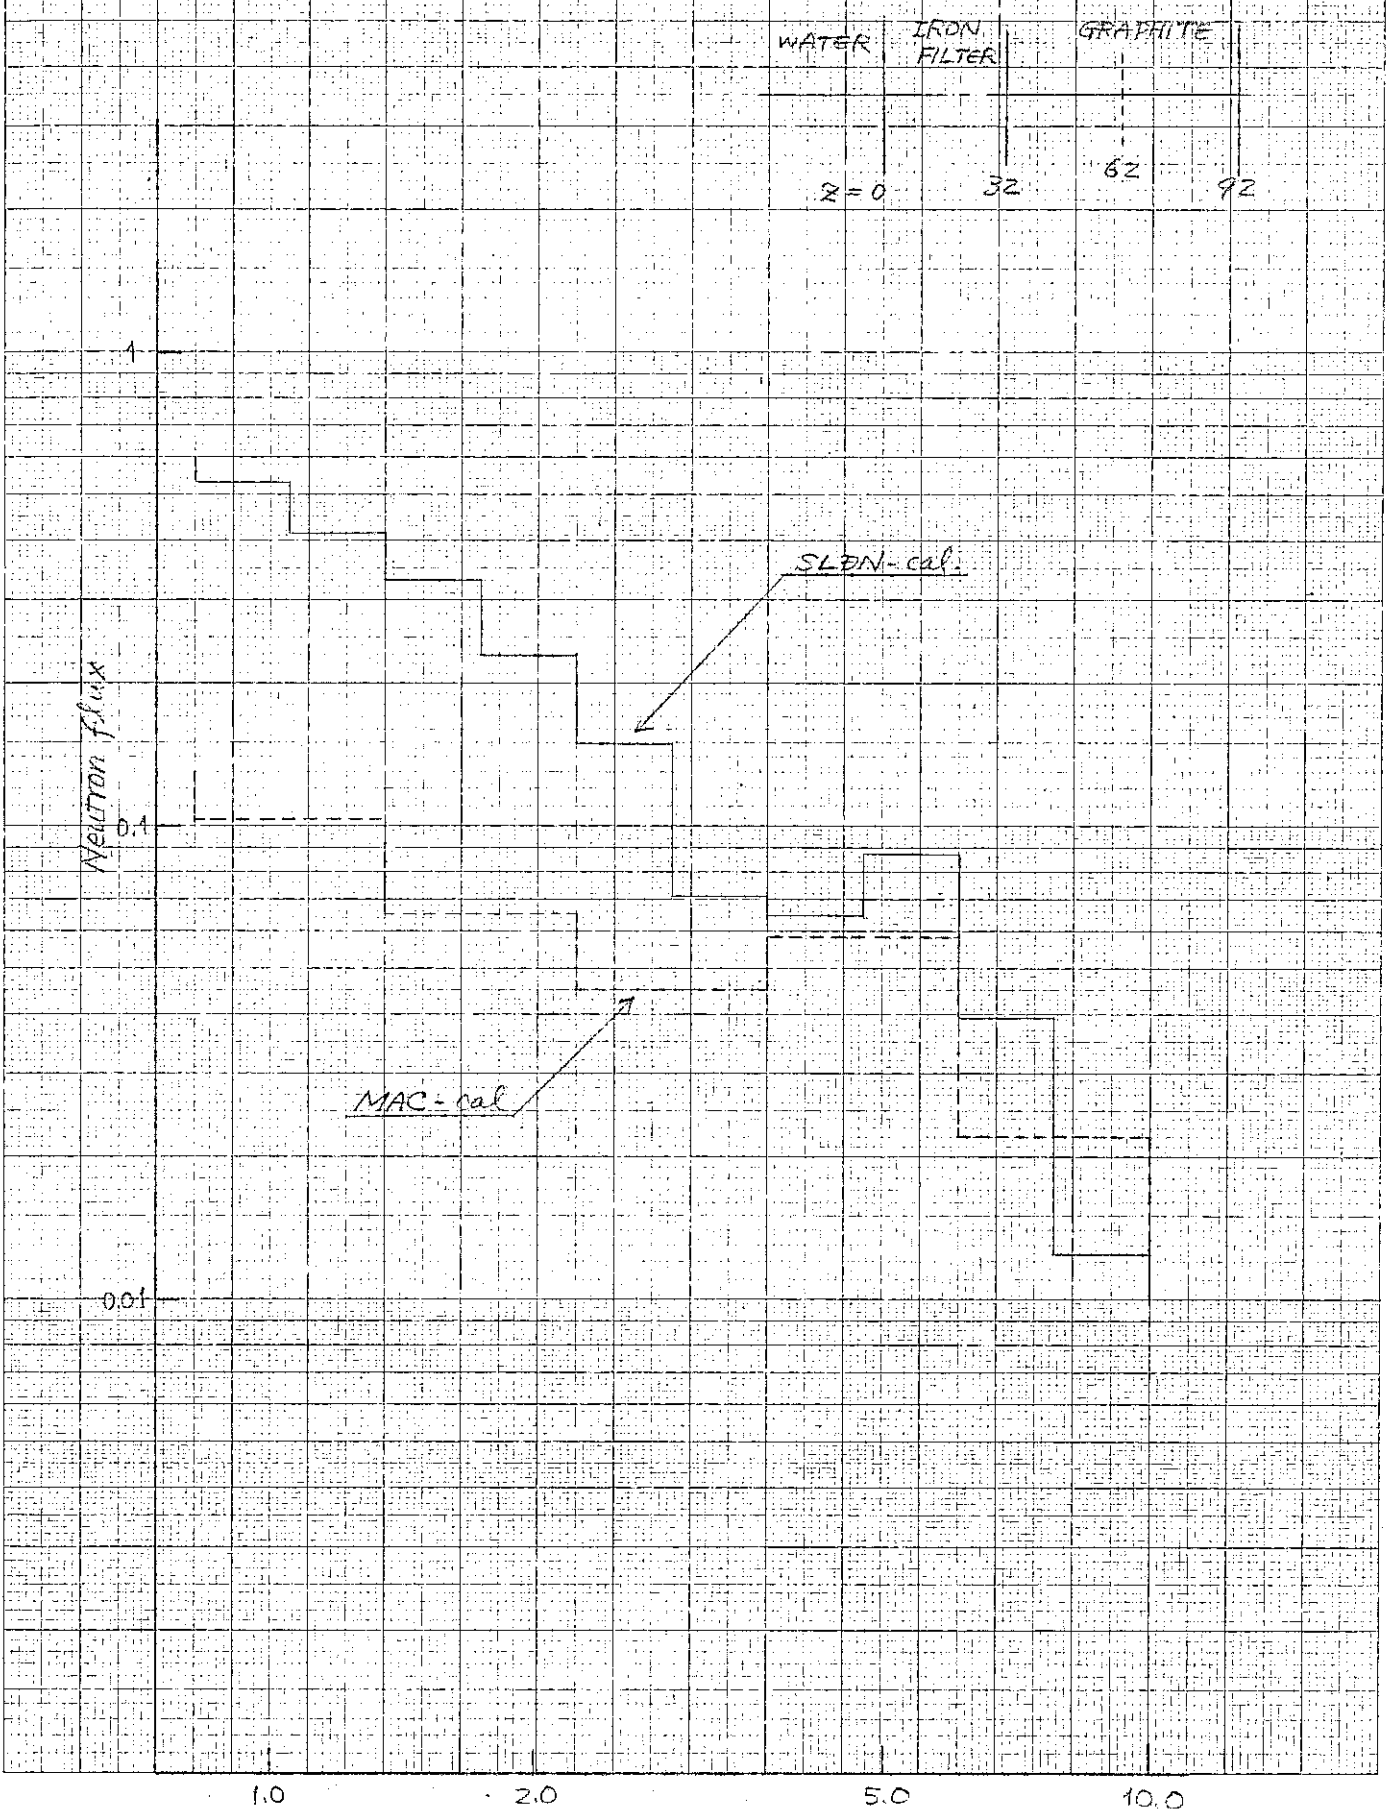 WATER IRON FILTER GRAPHITE
z = 0 32 62 92
1
SLDN-cal.
Neutron flux
0.1
MAC-cal
0.01
1.0 2.0 5.0 10.0